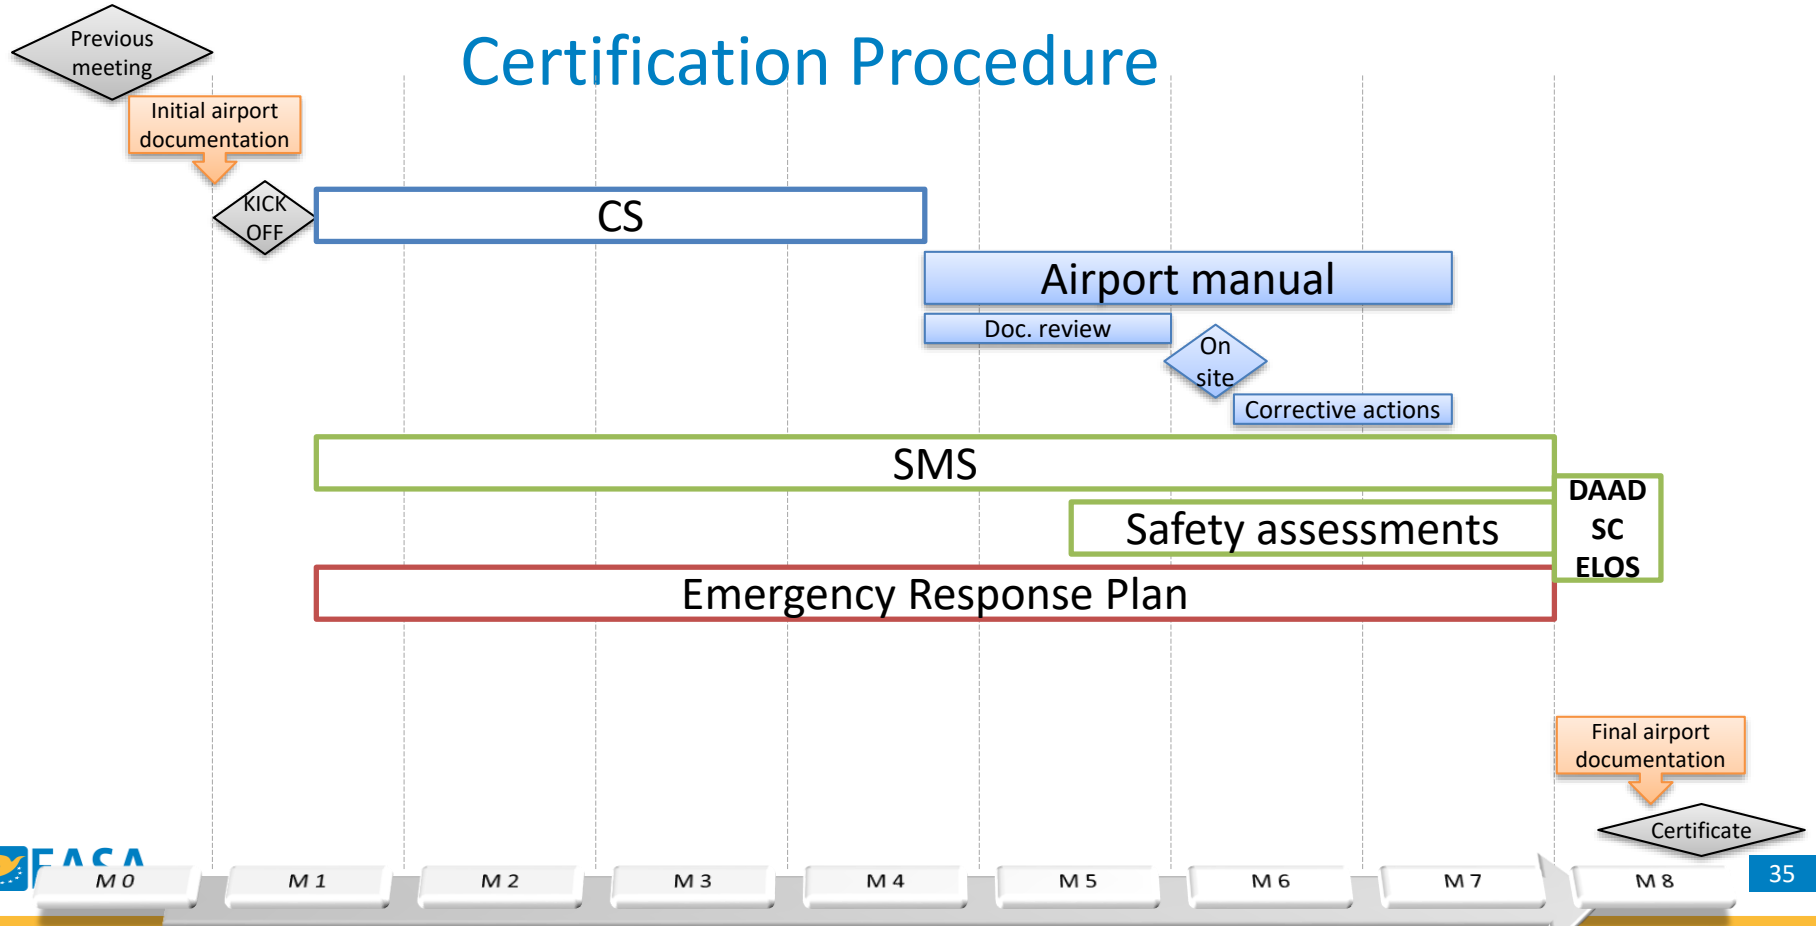 Previous
meeting
Certification Procedure
Initial airport
documentation
KICK
OFF
CS
Airport manual
Doc. review
On
site
Corrective actions
SMS
DAAD
SC
ELOS
Safety assessments
Emergency Response Plan
Final airport
documentation
Certificate
EASA
35
M 0
M 1
M 2
M 3
M 4
M 5
M 6
M 7
M 8